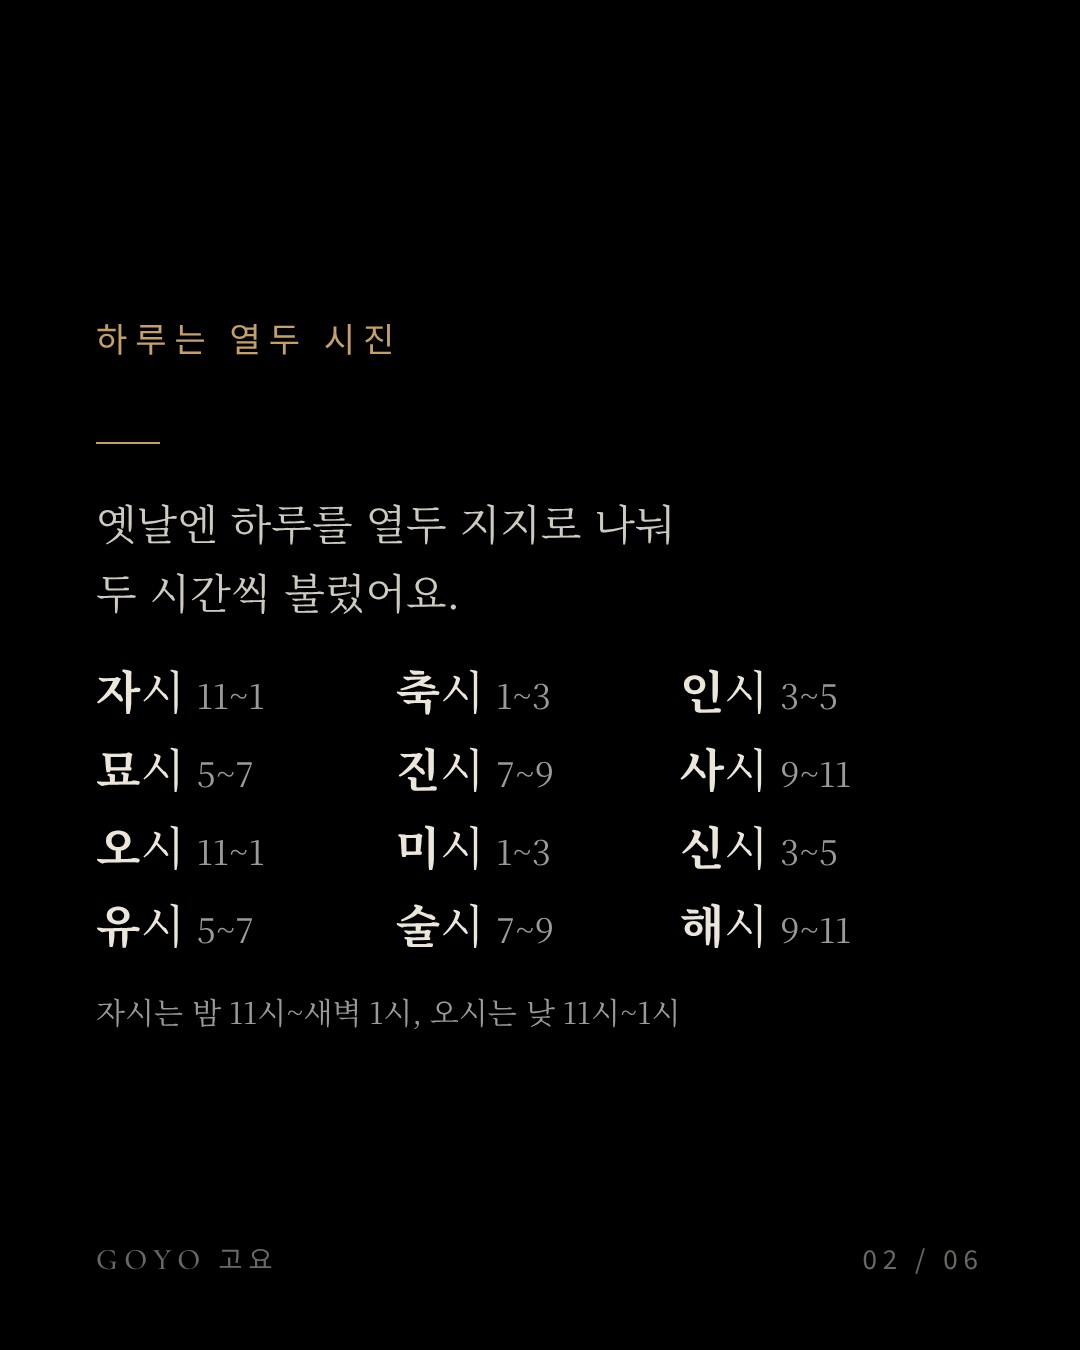 하루는 열두 시진
옛날엔 하루를 열두 지지로 나눠
두 시간씩 불렀어요.
자시 11~1 축시 1~3 인시 3~5
묘시 5~7 진시 7~9 사시 9~11
오시 11~1 미시 1~3 신시 3~5
유시 5~7 술시 7~9 해시 9~11
자시는 밤 11시~새벽 1시, 오시는 낮 11시~1시
GOYO 고요 02 / 06